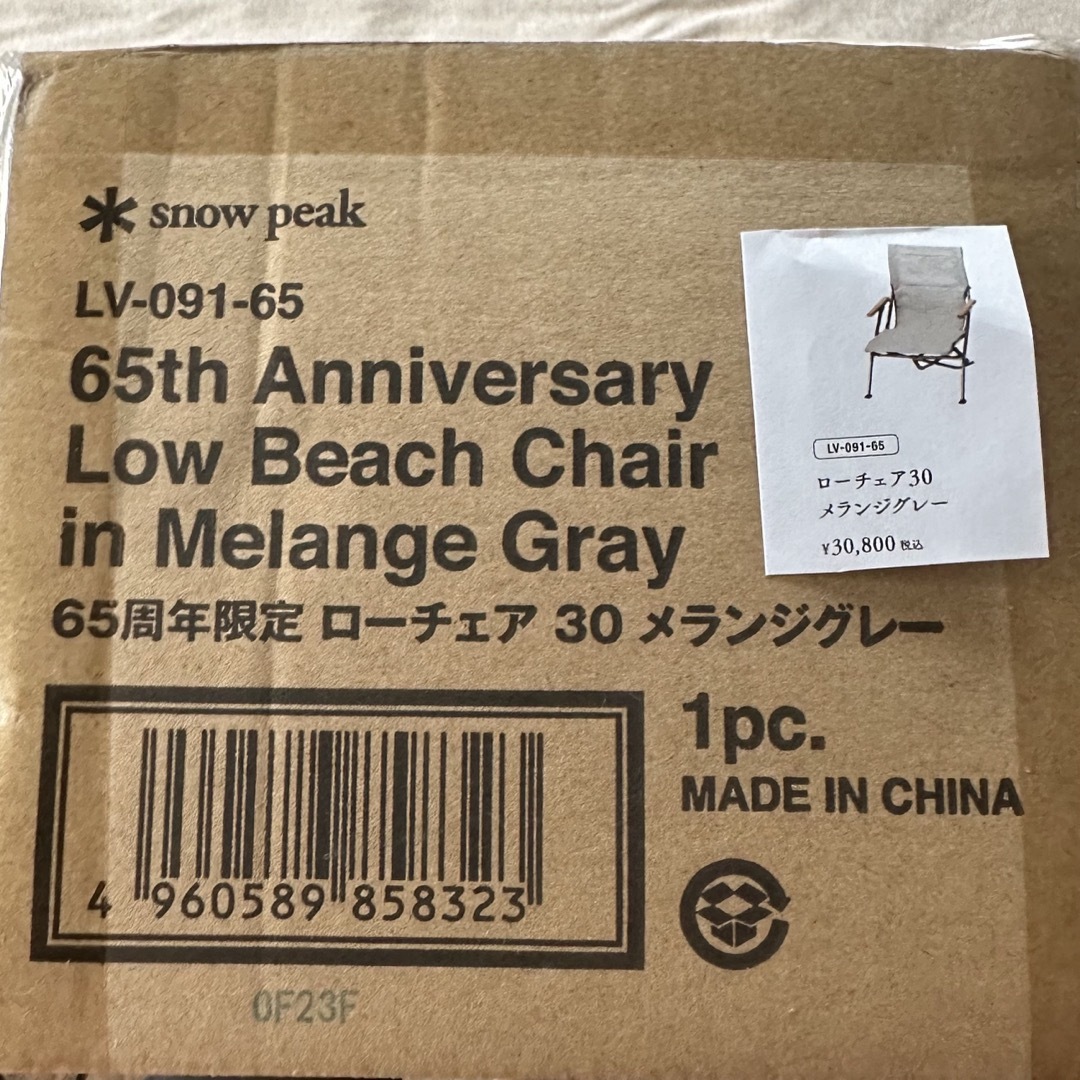 snow peak
LV-091-65
65th Anniversary
Low Beach Chair
in Melange Gray
65周年限定 ローチェア 30 メランジグレー
LV-091-65
ローチェア30
メランジグレー
¥30,800 税込
1pc.
MADE IN CHINA
4 960589 858323
0F23F